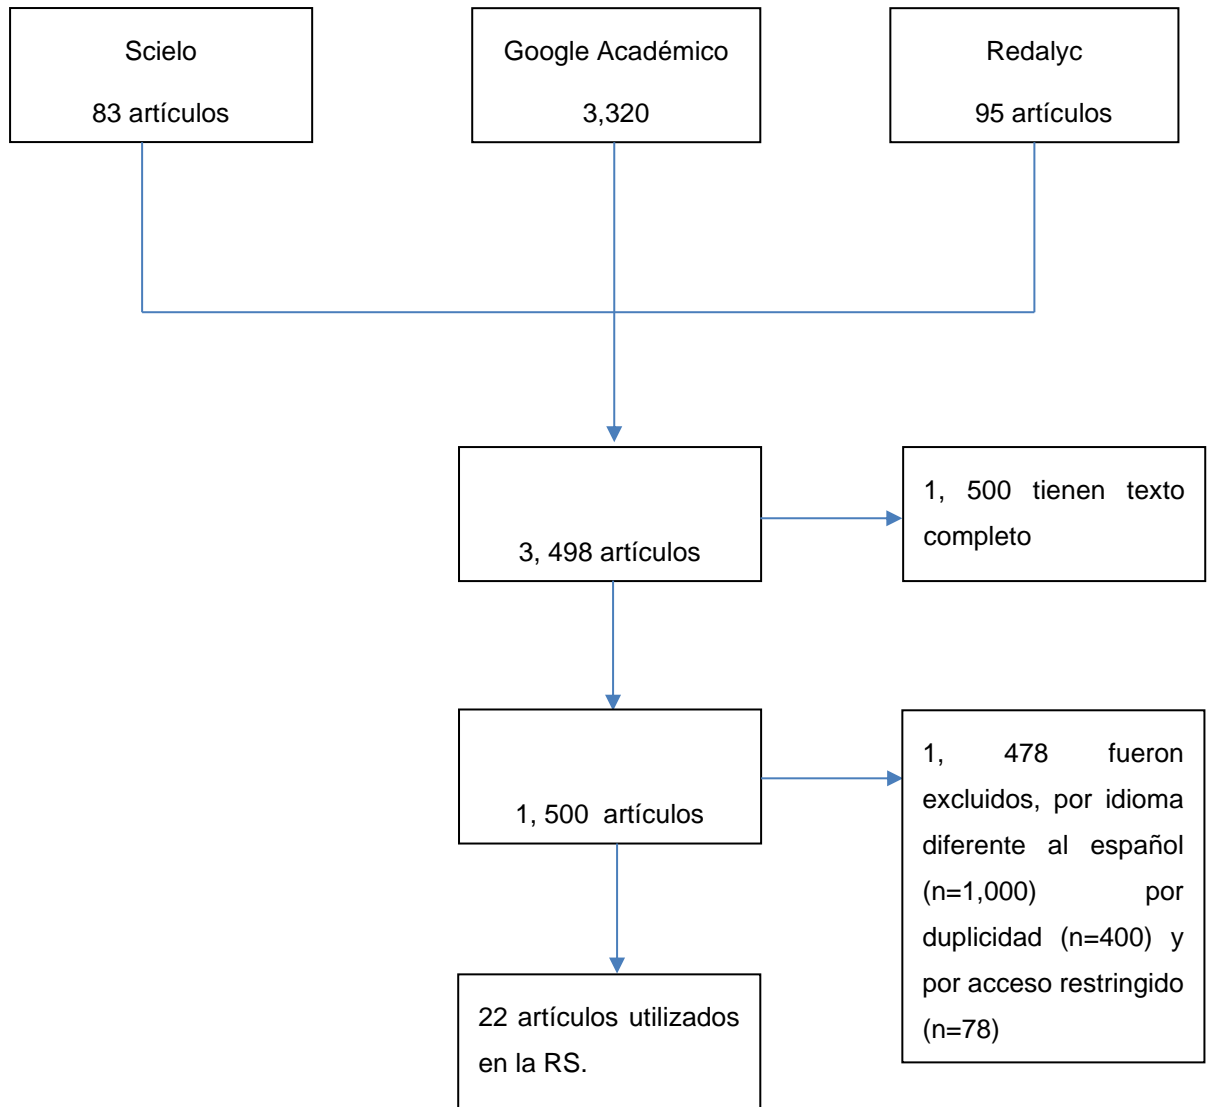 Scielo
83 artículos
Google Académico
3,320
Redalyc
95 artículos
3, 498 artículos
1, 500 tienen texto
completo
1, 500 artículos
1, 478 fueron
excluidos, por idioma
diferente al español
(n=1,000) por
duplicidad (n=400) y
por acceso restringido
(n=78)
22 artículos utilizados
en la RS.